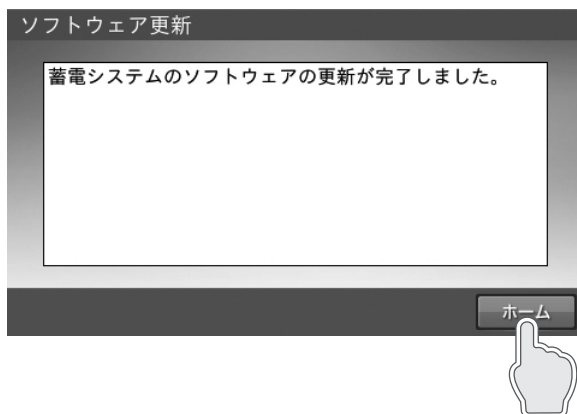 ソフトウェア更新
蓄電システムのソフトウェアの更新が完了しました。
ホーム